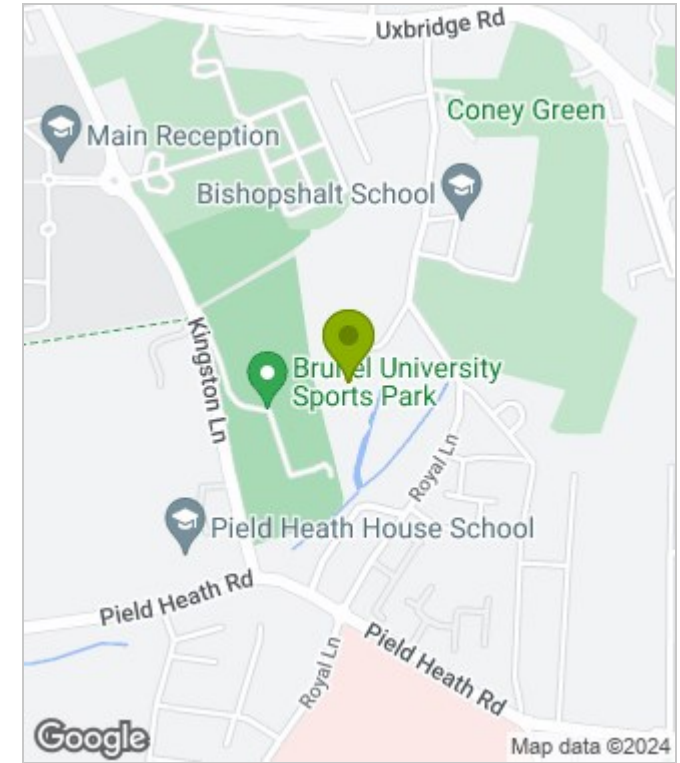 Uxbridge Rd
Coney Green
Main Reception
Bishopshalt School
Kingston Ln
Brunel University
Sports Park
Royal Ln
Pield Heath House School
Pield Heath Rd
Pield Heath Rd
Royal Ln
Google
Map data ©2024